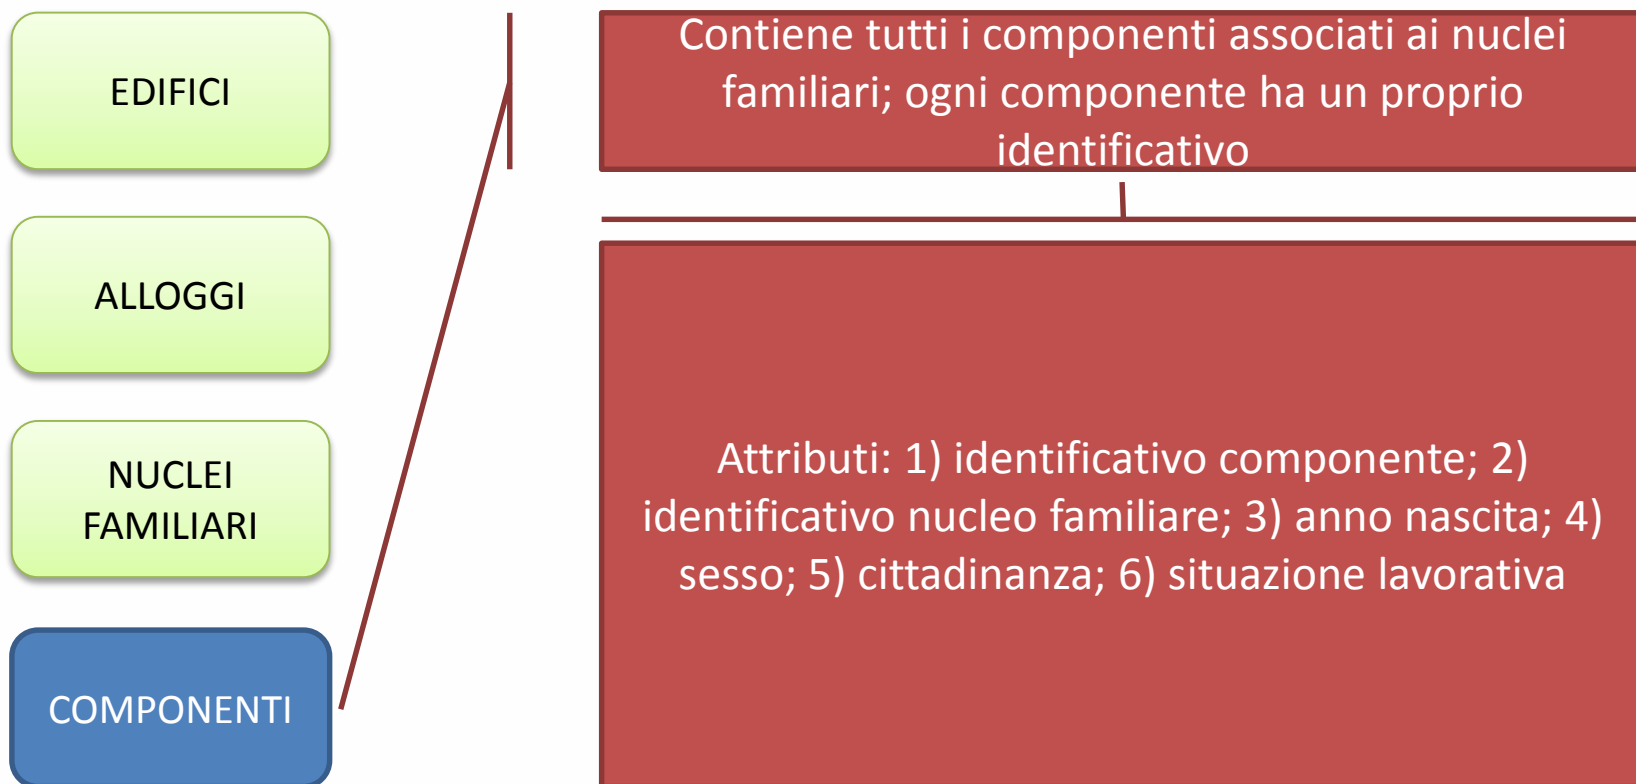 EDIFICI
ALLOGGI
NUCLEI
FAMILIARI
COMPONENTI
Contiene tutti i componenti associati ai nuclei
familiari; ogni componente ha un proprio
identificativo
Attributi: 1) identificativo componente; 2)
identificativo nucleo familiare; 3) anno nascita; 4)
sesso; 5) cittadinanza; 6) situazione lavorativa